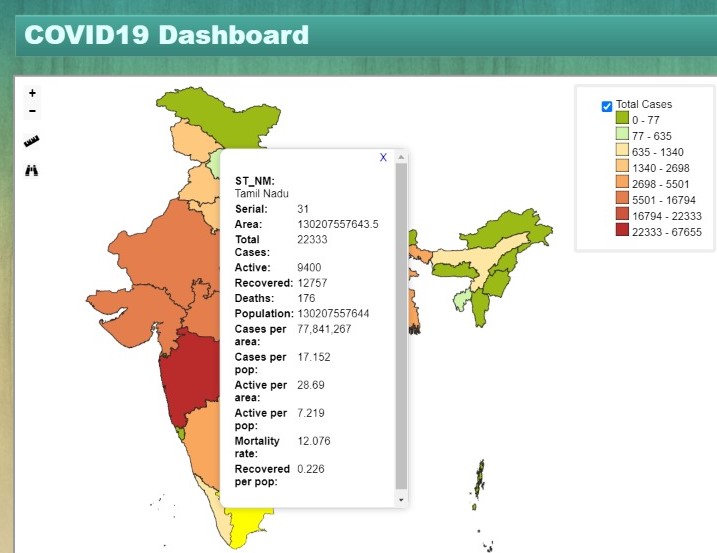 COVID19 Dashboard
+
−
X
ST_NM:
Tamil Nadu
Serial: 31
Area: 130207557643.5
Total 22333
Cases:
Active: 9400
Recovered: 12757
Deaths: 176
Population: 130207557644
Cases per 77,841,267
area:
Cases per 17.152
pop:
Active per 28.69
area:
Active per 7.219
pop:
Mortality 12.076
rate:
Recovered 0.226
per pop:
Total Cases
0 - 77
77 - 635
635 - 1340
1340 - 2698
2698 - 5501
5501 - 16794
16794 - 22333
22333 - 67655